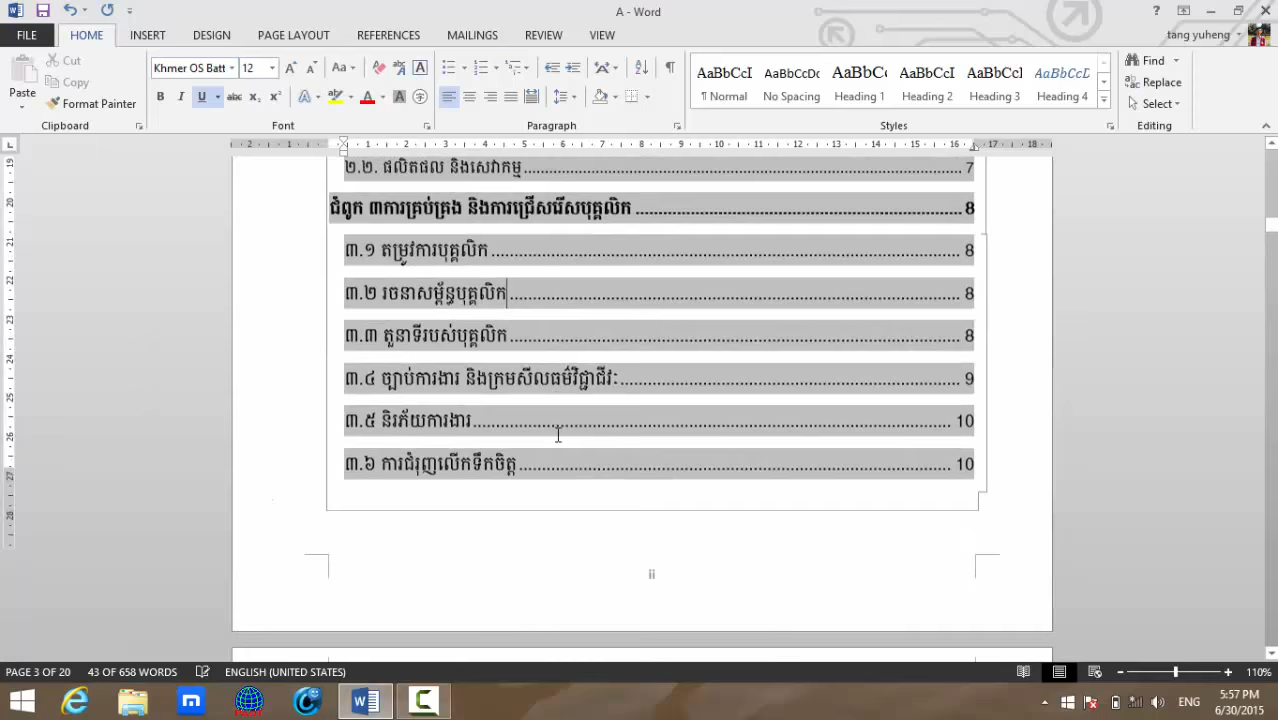 A - Word
FILE HOME INSERT DESIGN PAGE LAYOUT REFERENCES MAILINGS REVIEW VIEW tang yuheng
Cut
Copy
Paste
Format Painter
Clipboard
Khmer OS Batt 12
Font
Paragraph
AaBbCcI AaBbCcDc AaBbCc AaBbCcI AaBbCcI AaBbCcD
¶ Normal No Spacing Heading 1 Heading 2 Heading 3 Heading 4
Styles
Find
Replace
Select
Editing
២.២. ផលិតផល និងសេវាកម្ម 7
ជំពូក ៣ការគ្រប់គ្រង និងការជ្រើសរើសបុគ្គលិក 8
៣.១ តម្រូវការបុគ្គលិក 8
៣.២ រចនាសម្ព័ន្ធបុគ្គលិក 8
៣.៣ តួនាទីរបស់បុគ្គលិក 8
៣.៤ ច្បាប់ការងារ និងក្រមសីលធម៌វិជ្ជាជីវៈ 9
៣.៥ និរភ័យការងារ 10
៣.៦ ការជំរុញលើកទឹកចិត្ត 10
ii
PAGE 3 OF 20 43 OF 658 WORDS ENGLISH (UNITED STATES) 110%
ENG
5:57 PM
6/30/2015